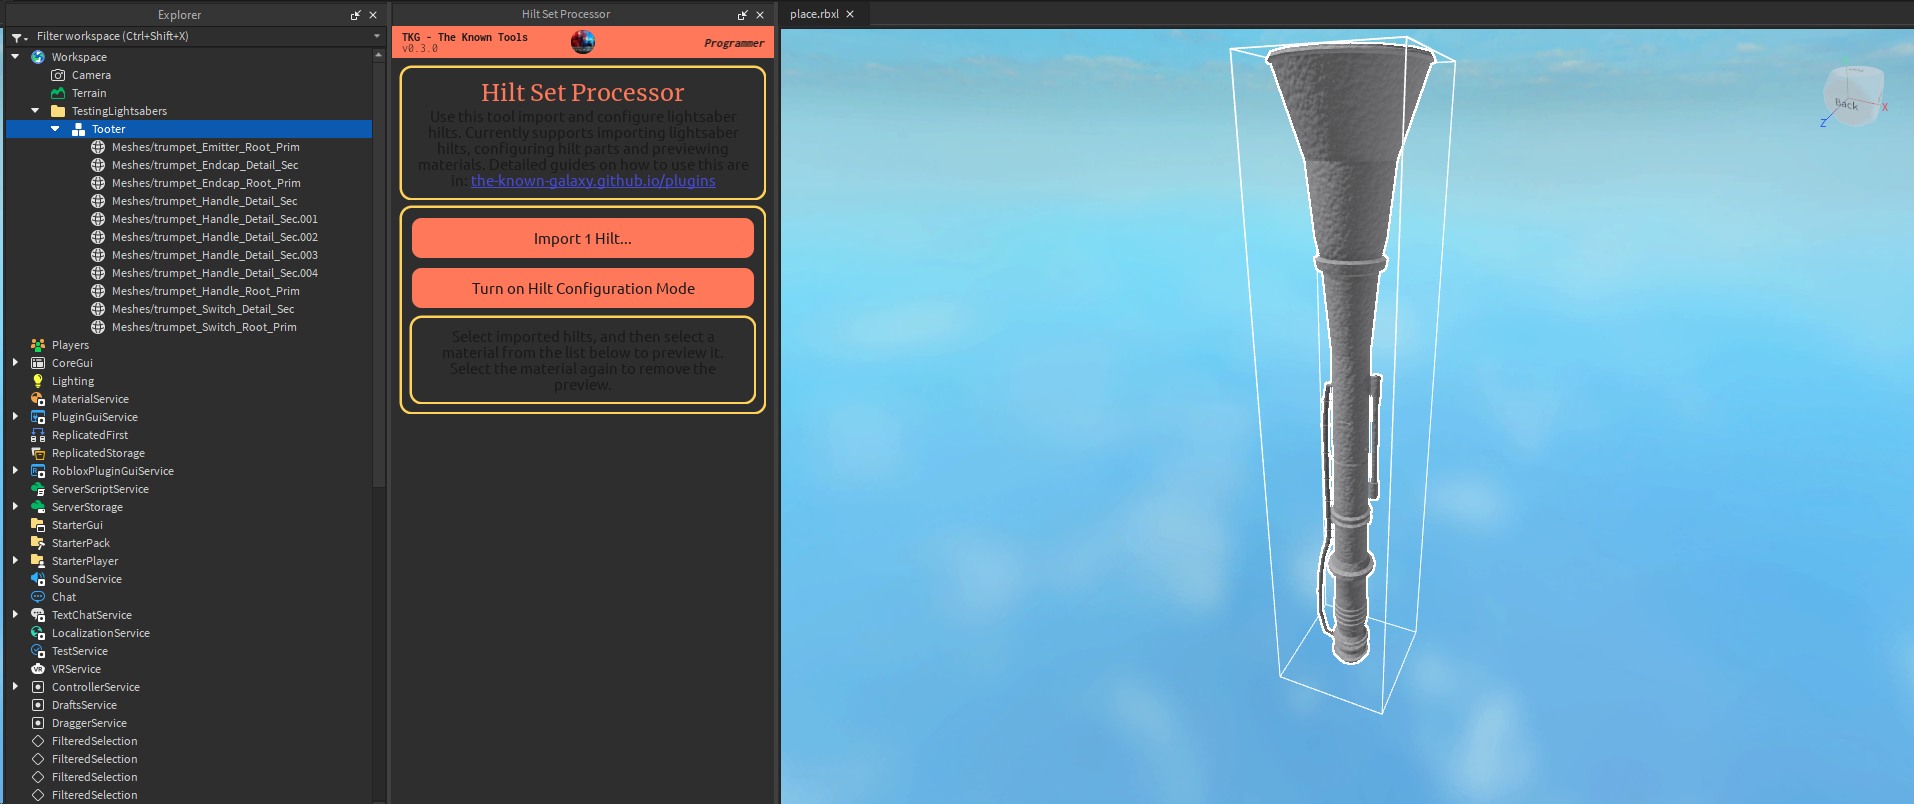 Explorer
Filter workspace (Ctrl+Shift+X)
Workspace
Camera
Terrain
TestingLightsabers
Tooter
Meshes/trumpet_Emitter_Root_Prim
Meshes/trumpet_Endcap_Detail_Sec
Meshes/trumpet_Endcap_Root_Prim
Meshes/trumpet_Handle_Detail_Sec
Meshes/trumpet_Handle_Detail_Sec.001
Meshes/trumpet_Handle_Detail_Sec.002
Meshes/trumpet_Handle_Detail_Sec.003
Meshes/trumpet_Handle_Detail_Sec.004
Meshes/trumpet_Handle_Root_Prim
Meshes/trumpet_Switch_Detail_Sec
Meshes/trumpet_Switch_Root_Prim
Players
CoreGui
Lighting
MaterialService
PluginGuiService
ReplicatedFirst
ReplicatedStorage
RobloxPluginGuiService
ServerScriptService
ServerStorage
StarterGui
StarterPack
StarterPlayer
SoundService
Chat
TextChatService
LocalizationService
TestService
VRService
ControllerService
DraftsService
DraggerService
FilteredSelection
FilteredSelection
FilteredSelection
FilteredSelection
Hilt Set Processor
TKG - The Known Tools
v0.3.0
Programmer
Hilt Set Processor
Use this tool import and configure lightsaber
hilts. Currently supports importing lightsaber
hilts, configuring hilt parts and previewing
materials. Detailed guides on how to use this are
in: the-known-galaxy.github.io/plugins
Import 1 Hilt...
Turn on Hilt Configuration Mode
Select imported hilts, and then select a
material from the list below to preview it.
Select the material again to remove the
preview.
place.rbxl
Back
X
Z